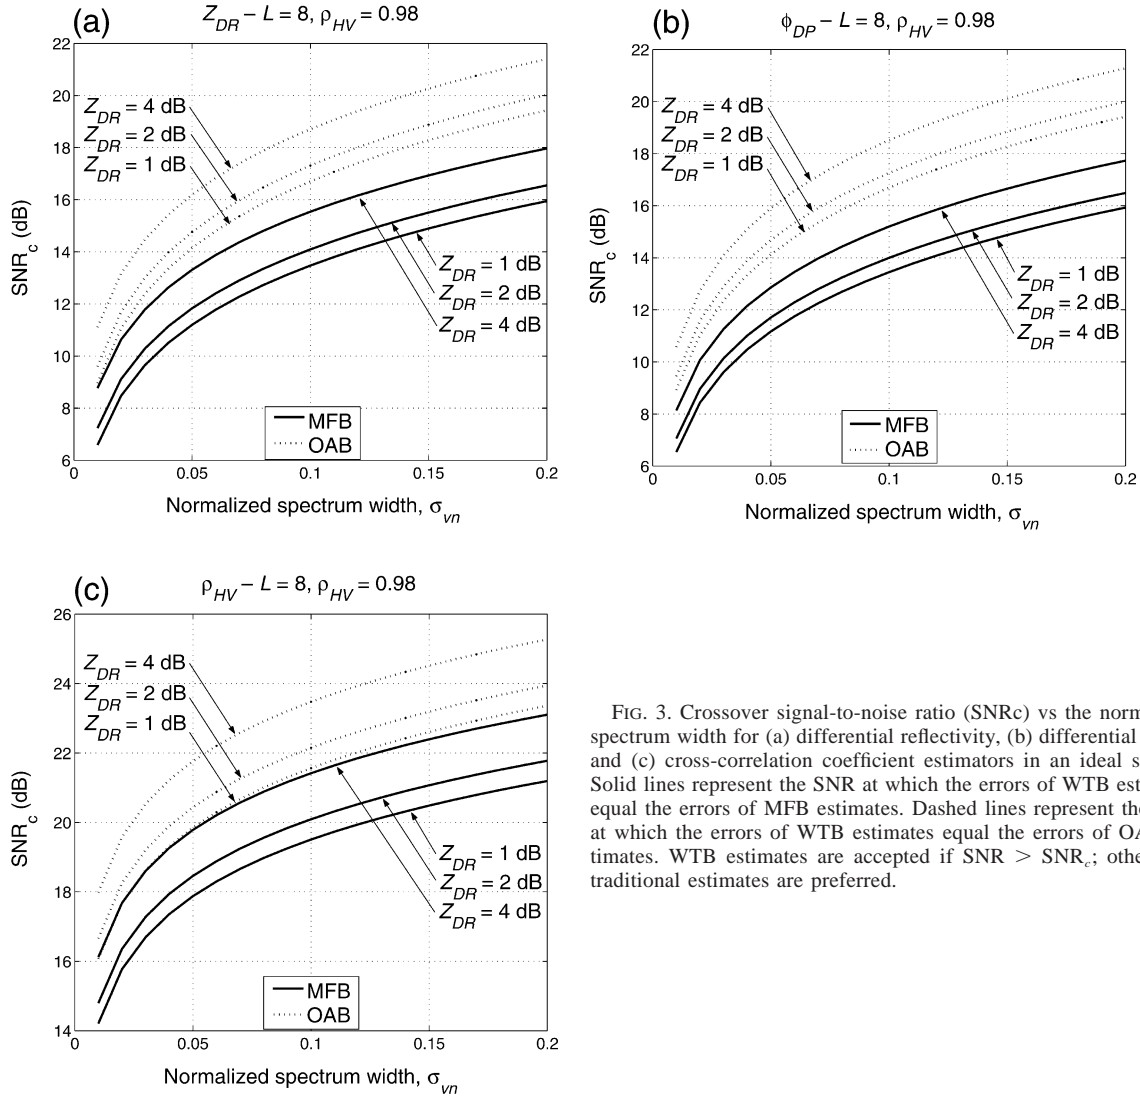 (a) Z_DR – L = 8, ρ_HV = 0.98
22
20
18
16
14
12
10
8
6
SNR_c (dB)
Z_DR = 4 dB
Z_DR = 2 dB
Z_DR = 1 dB
Z_DR = 1 dB
Z_DR = 2 dB
Z_DR = 4 dB
MFB
OAB
0 0.05 0.1 0.15 0.2
Normalized spectrum width, σ_vn
(b) ϕ_DP – L = 8, ρ_HV = 0.98
22
20
18
16
14
12
10
8
6
SNR_c (dB)
Z_DR = 4 dB
Z_DR = 2 dB
Z_DR = 1 dB
Z_DR = 1 dB
Z_DR = 2 dB
Z_DR = 4 dB
MFB
OAB
0 0.05 0.1 0.15 0.2
Normalized spectrum width, σ_vn
(c) ρ_HV – L = 8, ρ_HV = 0.98
26
24
22
20
18
16
14
SNR_c (dB)
Z_DR = 4 dB
Z_DR = 2 dB
Z_DR = 1 dB
Z_DR = 1 dB
Z_DR = 2 dB
Z_DR = 4 dB
MFB
OAB
0 0.05 0.1 0.15 0.2
Normalized spectrum width, σ_vn
FIG. 3. Crossover signal-to-noise ratio (SNRc) vs the norm
spectrum width for (a) differential reflectivity, (b) differential
and (c) cross-correlation coefficient estimators in an ideal s
Solid lines represent the SNR at which the errors of WTB est
equal the errors of MFB estimates. Dashed lines represent the
at which the errors of WTB estimates equal the errors of OA
timates. WTB estimates are accepted if SNR > SNR_c; othe
traditional estimates are preferred.